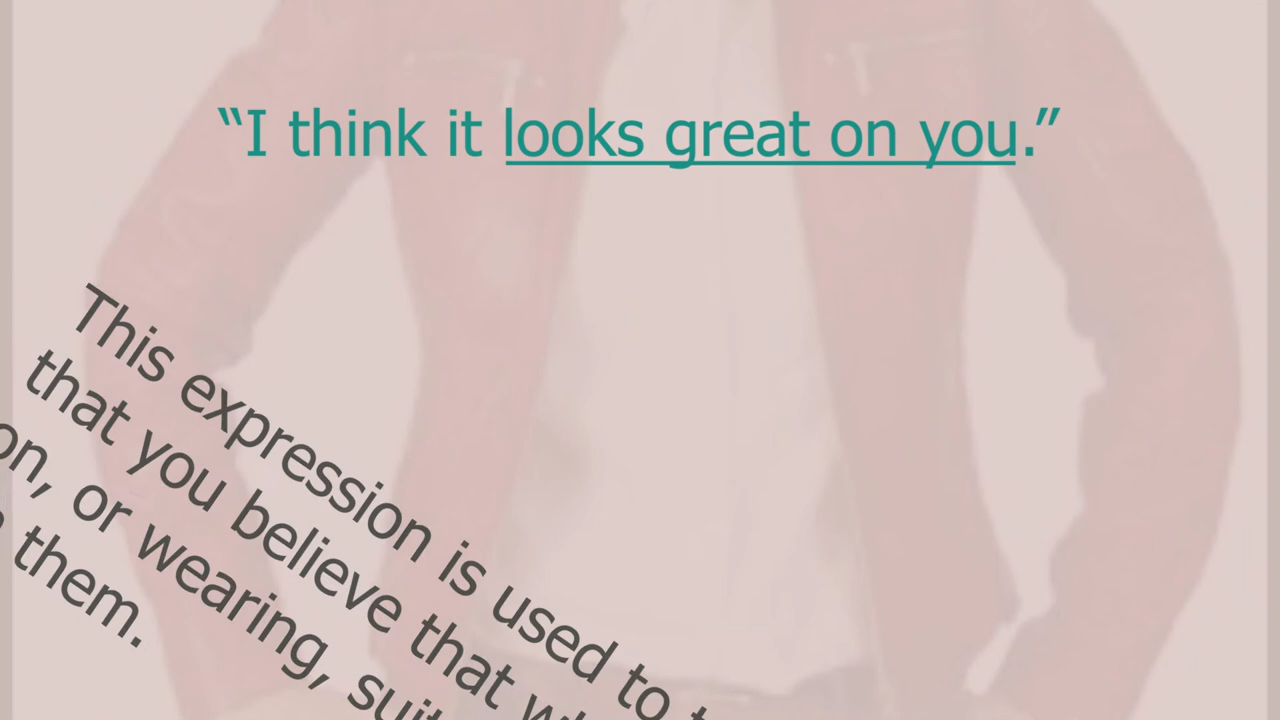 “I think it looks great on you.”
This expression is used to
that you believe that
on, or wearing,
them.